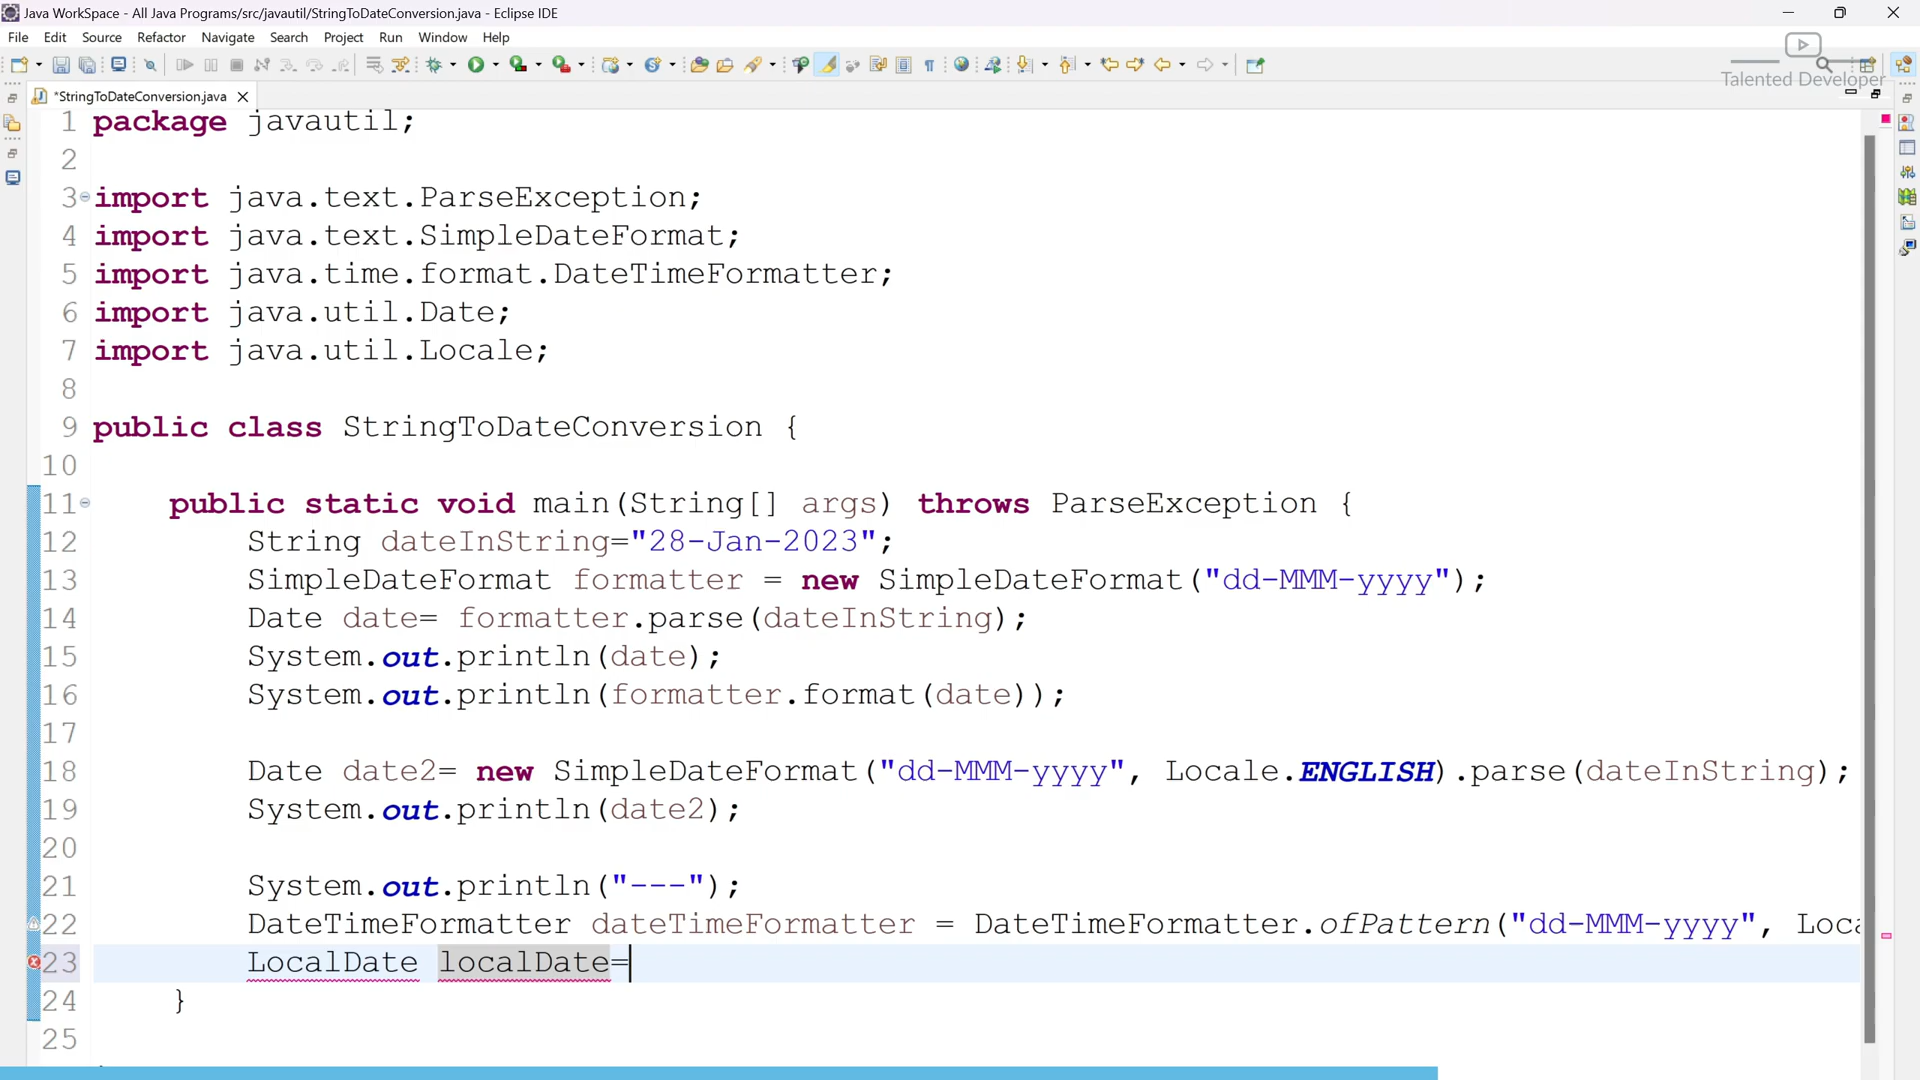 Java WorkSpace - All Java Programs/src/javautil/StringToDateConversion.java - Eclipse IDE
File Edit Source Refactor Navigate Search Project Run Window Help
Talented Developer
*StringToDateConversion.java
1 package javautil;
2
3 import java.text.ParseException;
4 import java.text.SimpleDateFormat;
5 import java.time.format.DateTimeFormatter;
6 import java.util.Date;
7 import java.util.Locale;
8
9 public class StringToDateConversion {
10
11 public static void main(String[] args) throws ParseException {
12 String dateInString="28-Jan-2023";
13 SimpleDateFormat formatter = new SimpleDateFormat("dd-MMM-yyyy");
14 Date date= formatter.parse(dateInString);
15 System.out.println(date);
16 System.out.println(formatter.format(date));
17
18 Date date2= new SimpleDateFormat("dd-MMM-yyyy", Locale.ENGLISH).parse(dateInString);
19 System.out.println(date2);
20
21 System.out.println("---");
22 DateTimeFormatter dateTimeFormatter = DateTimeFormatter.ofPattern("dd-MMM-yyyy", Loca
23 LocalDate localDate=
24 }
25